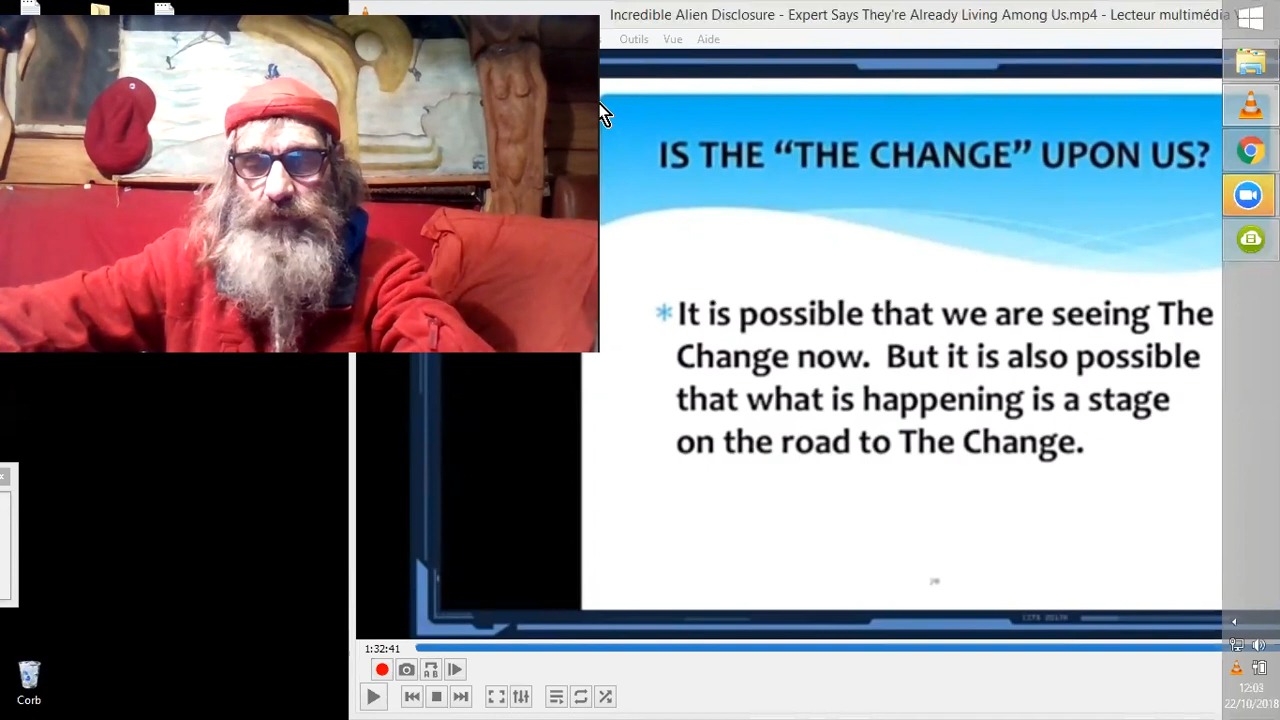 Incredible Alien Disclosure - Expert Says They're Already Living Among Us.mp4 - Lecteur multimédia
Outils Vue Aide
IS THE “THE CHANGE” UPON US?
* It is possible that we are seeing The
Change now. But it is also possible
that what is happening is a stage
on the road to The Change.
1:32:41
A B
Corb
12:03
22/10/2018